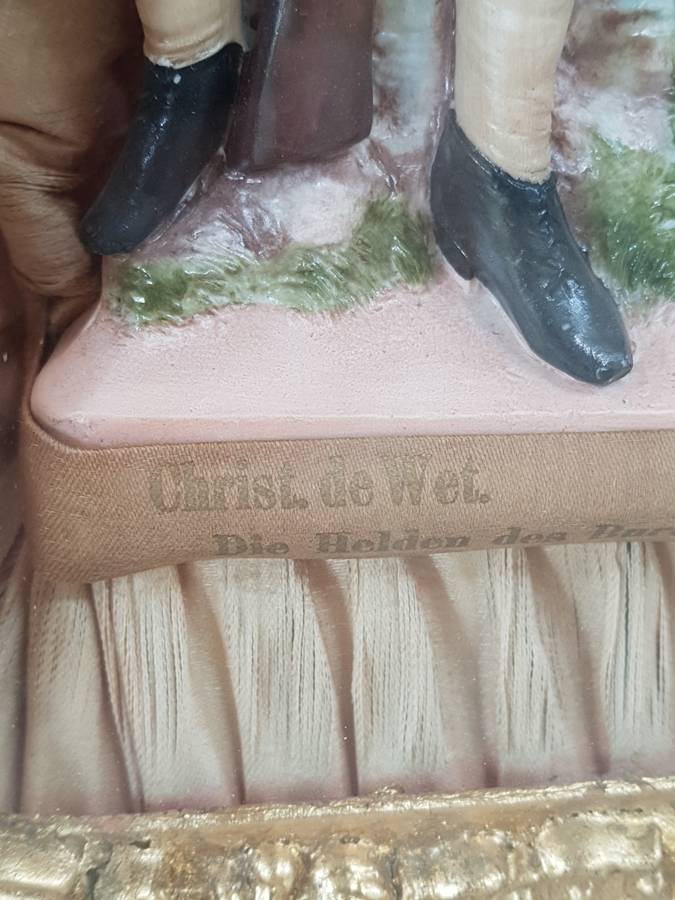 Christ. de Wet.
Die Helden des